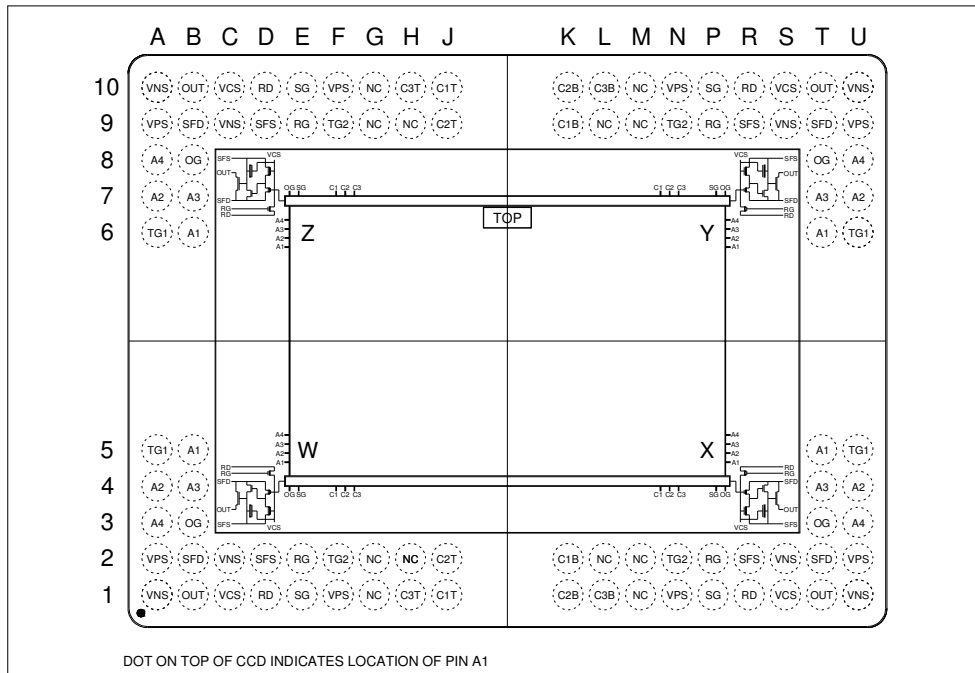 A B C D E F G H J K L M N P R S T U
10 VNS OUT VCS RD SG VPS NC C3T C1T C2B C3B NC VPS SG RD VCS OUT VNS
9 VPS SFD VNS SFS RG TG2 NC NC C2T C1B NC NC TG2 RG SFS VNS SFD VPS
8 A4 OG OG A4
VCS VCS
SFS SFS
OUT OUT
7 A2 A3 A3 A2
SFD SFD
RG RG
RD RD
OG SG C1 C2 C3 C1 C2 C3 SG OG
TOP
6 TG1 A1 A1 TG1
A4 A4
A3 A3
A2 A2
A1 A1
Z Y
5 TG1 A1 A1 TG1
A4 A4
A3 A3
A2 A2
A1 A1
W X
RD RD
RG RG
4 A2 A3 A3 A2
SFD SFD
OG SG C1 C2 C3 C1 C2 C3 SG OG
OUT OUT
3 A4 OG OG A4
SFS SFS
VCS VCS
2 VPS SFD VNS SFS RG TG2 NC NC C2T C1B NC NC TG2 RG SFS VNS SFD VPS
1 VNS OUT VCS RD SG VPS NC C3T C1T C2B C3B NC VPS SG RD VCS OUT VNS
DOT ON TOP OF CCD INDICATES LOCATION OF PIN A1